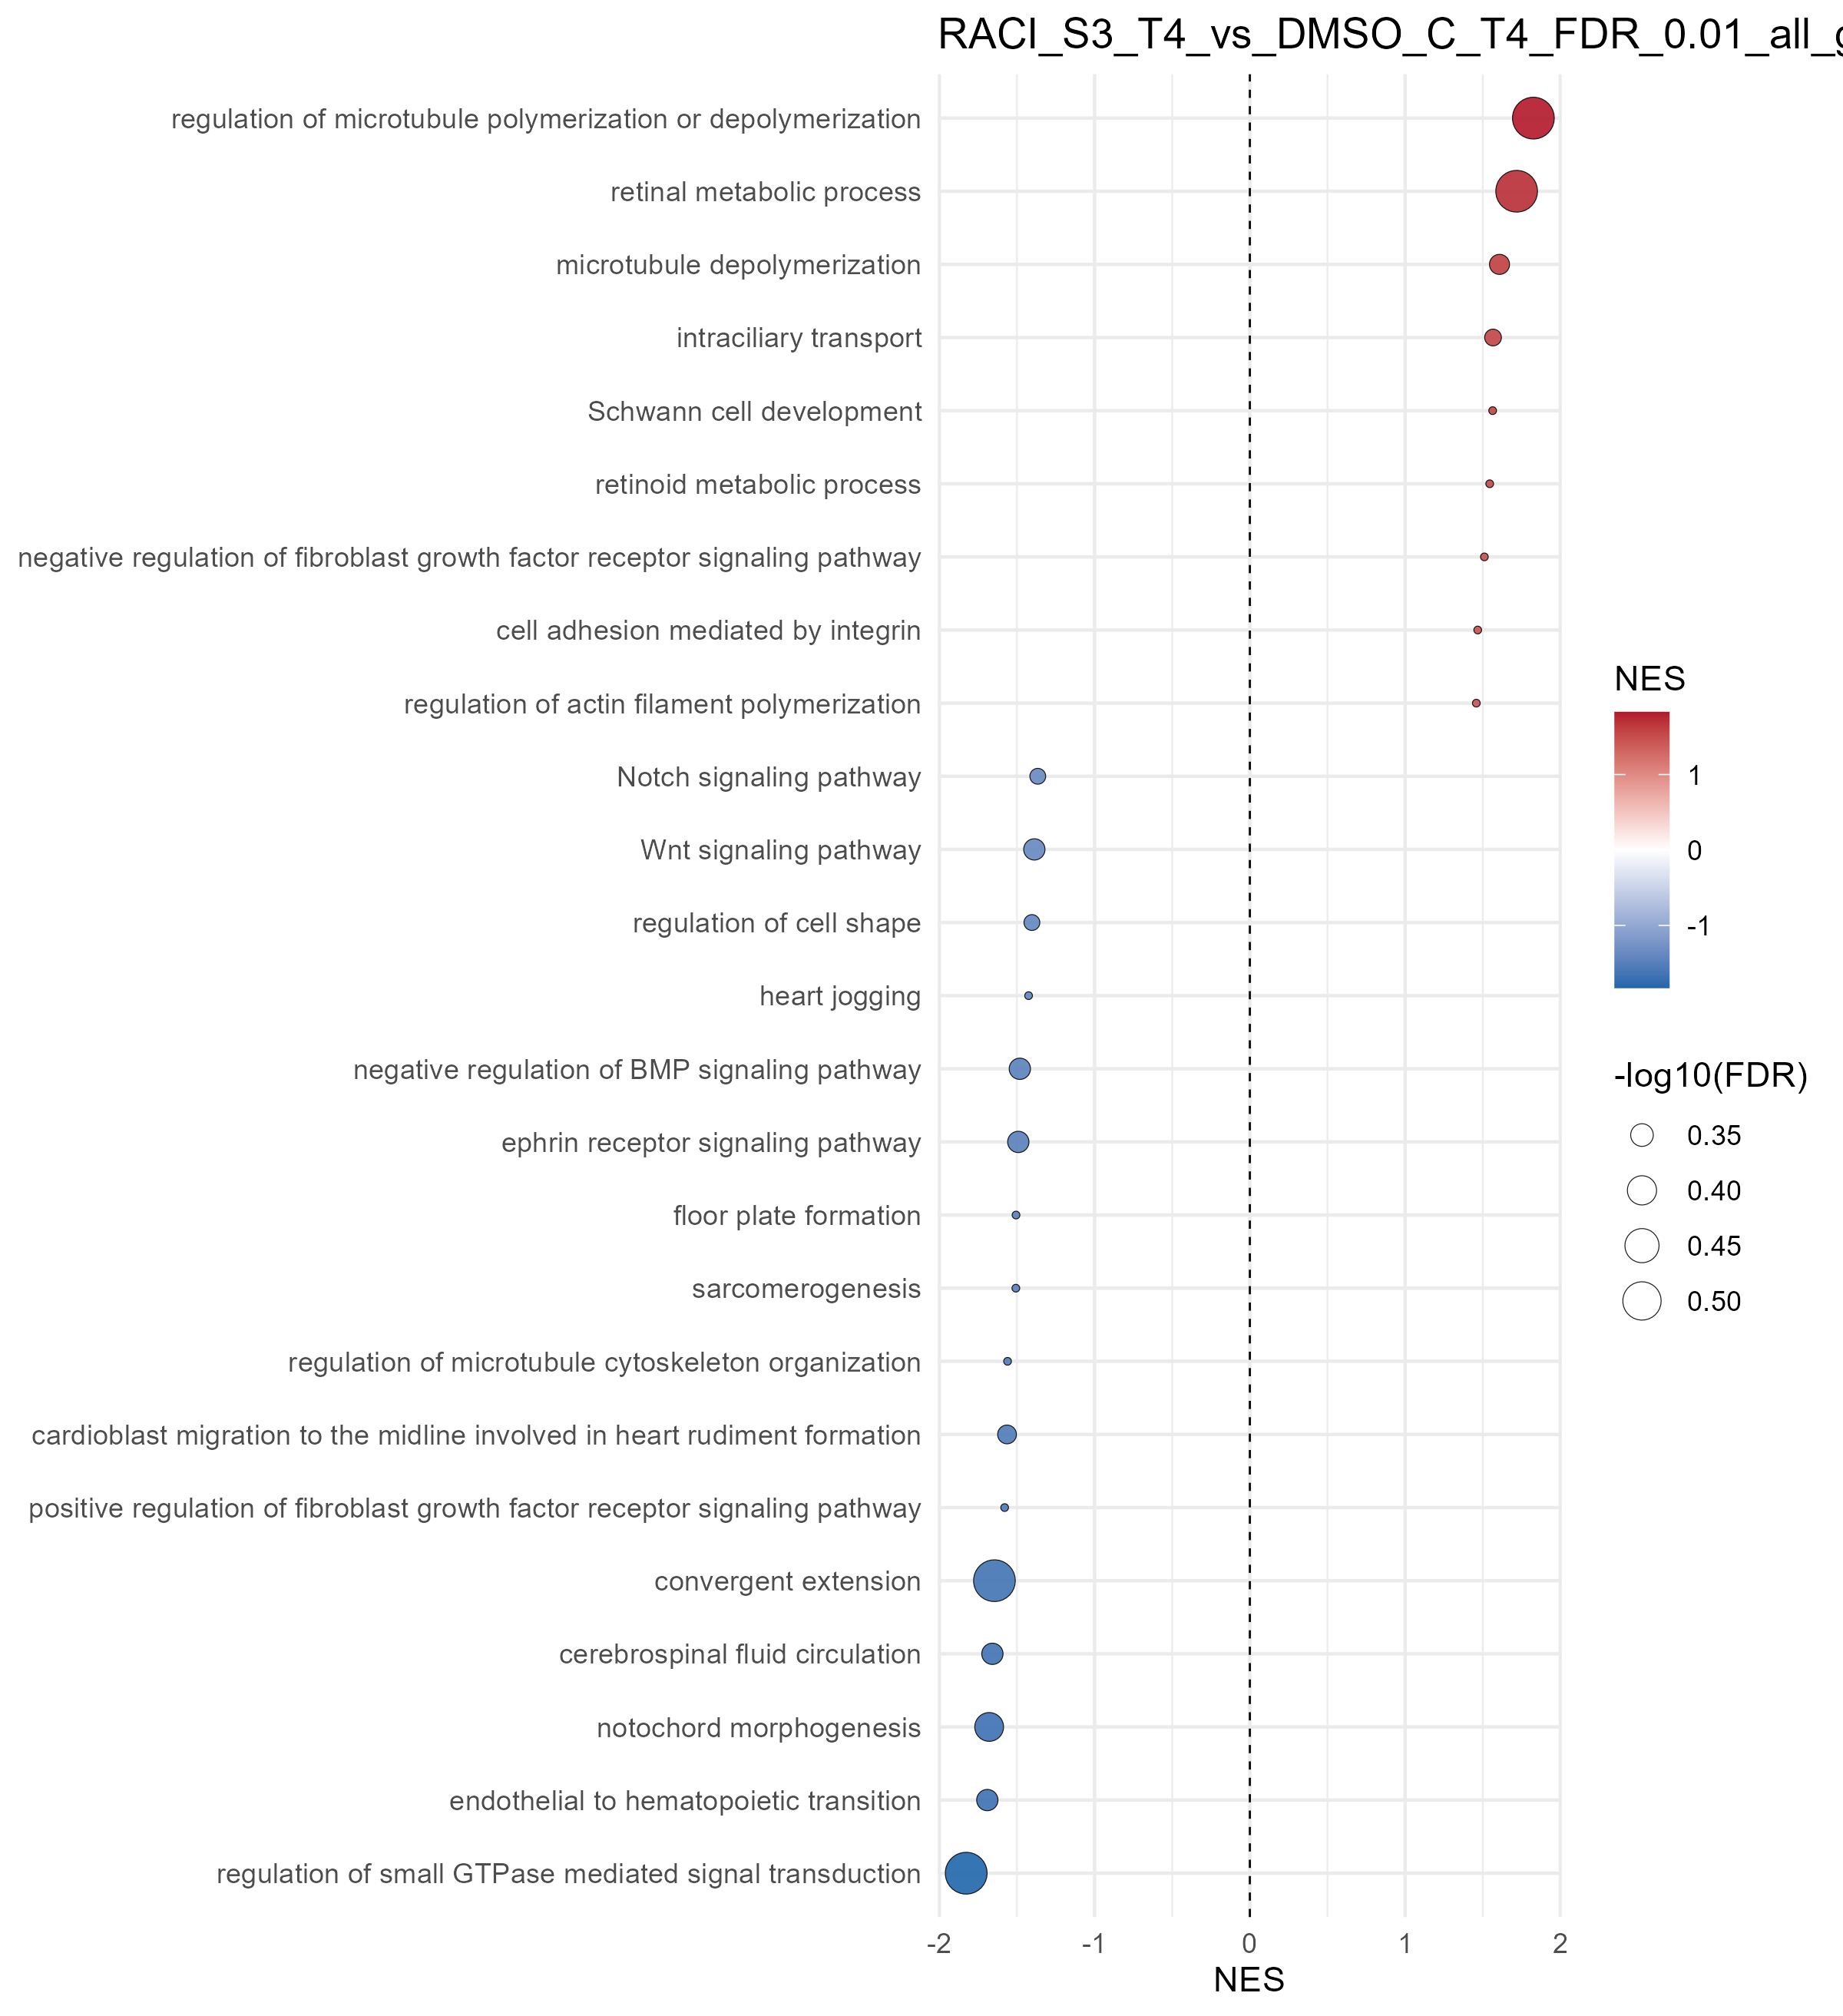 RACI_S3_T4_vs_DMSO_C_T4_FDR_0.01_all_
regulation of microtubule polymerization or depolymerization
retinal metabolic process
microtubule depolymerization
intraciliary transport
Schwann cell development
retinoid metabolic process
negative regulation of fibroblast growth factor receptor signaling pathway
cell adhesion mediated by integrin
regulation of actin filament polymerization
Notch signaling pathway
Wnt signaling pathway
regulation of cell shape
heart jogging
negative regulation of BMP signaling pathway
ephrin receptor signaling pathway
floor plate formation
sarcomerogenesis
regulation of microtubule cytoskeleton organization
cardioblast migration to the midline involved in heart rudiment formation
positive regulation of fibroblast growth factor receptor signaling pathway
convergent extension
cerebrospinal fluid circulation
notochord morphogenesis
endothelial to hematopoietic transition
regulation of small GTPase mediated signal transduction
-2 -1 0 1 2
NES
NES
1
0
-1
-log10(FDR)
0.35
0.40
0.45
0.50